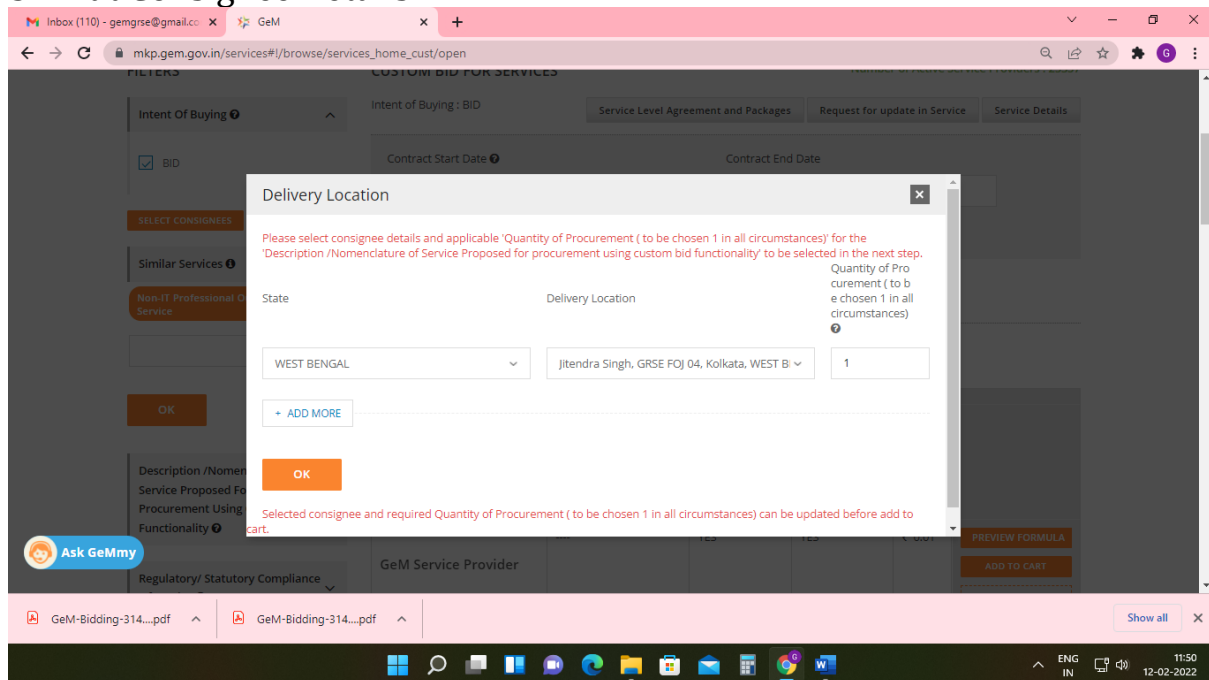 Inbox (110) - gemgrse@gmail.co
GeM
mkp.gem.gov.in/services#!/browse/services_home_cust/open
G
FILTERS
CUSTOM BID FOR SERVICES
Intent Of Buying
Intent of Buying : BID
Service Level Agreement and Packages
Request for update in Service
Service Details
BID
Contract Start Date
Contract End Date
Delivery Location
SELECT CONSIGNEES
Please select consignee details and applicable 'Quantity of Procurement ( to be chosen 1 in all circumstances)' for the
'Description /Nomenclature of Service Proposed for procurement using custom bid functionality' to be selected in the next step.
Similar Services
Non-IT Professional O
Service
State
Delivery Location
Quantity of Pro
curement ( to b
e chosen 1 in all
circumstances)
WEST BENGAL
Jitendra Singh, GRSE FOJ 04, Kolkata, WEST B
1
OK
+ ADD MORE
OK
Description /Nomen
Service Proposed Fo
Procurement Using
Functionality
Selected consignee and required Quantity of Procurement ( to be chosen 1 in all circumstances) can be updated before add to
cart.
Ask GeMmy
YES
YES
PREVIEW FORMULA
GeM Service Provider
ADD TO CART
Regulatory/ Statutory Compliance
GeM-Bidding-314....pdf
GeM-Bidding-314....pdf
Show all
ENG
IN
11:50
12-02-2022